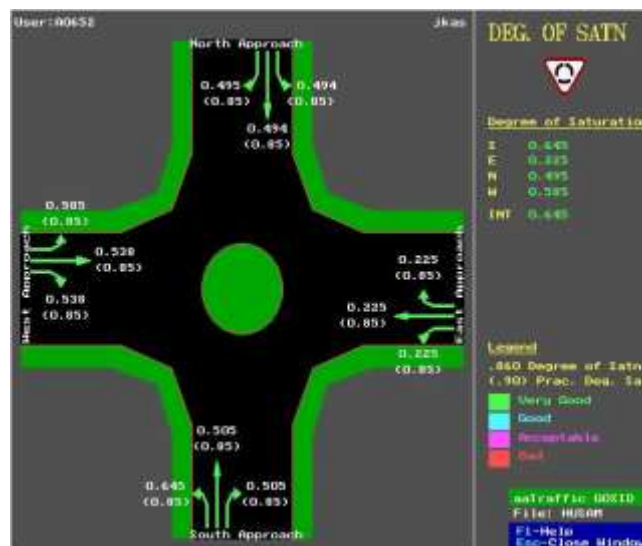 User:A0652
jkas
DEG. OF SATN
North Approach
0.495
(0.85)
0.494
(0.85)
0.494
(0.85)
Degree of Saturatio
S 0.645
E 0.225
N 0.495
W 0.585
INT 0.645
0.585
(0.85)
0.538
(0.85)
0.538
(0.85)
West Approach
0.225
(0.85)
0.225
(0.85)
0.225
(0.85)
East Approach
Legend
.860 Degree of Satn
(.90) Prac. Deg. Sa
Very Good
Good
Acceptable
Bad
0.505
(0.85)
0.645
(0.85)
0.505
(0.85)
South Approach
File: HUSAM
F1-Help
Esc-Close Window